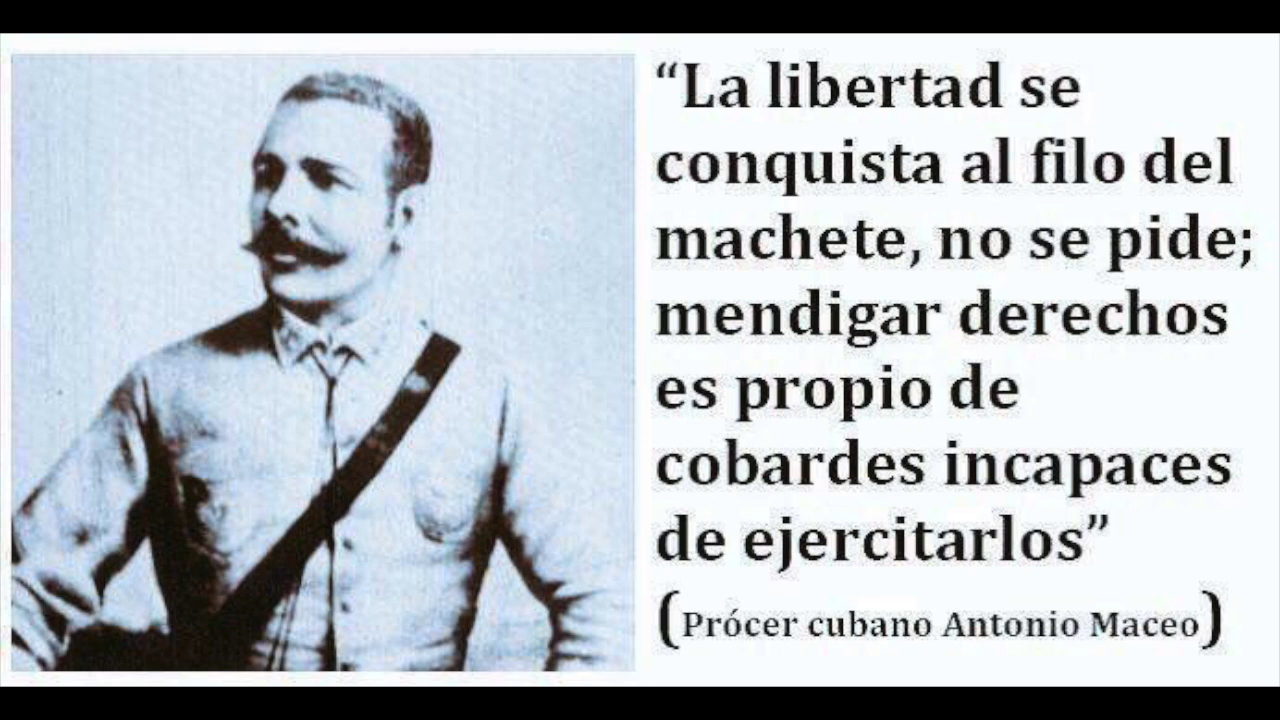 “La libertad se
conquista al filo del
machete, no se pide;
mendigar derechos
es propio de
cobardes incapaces
de ejercitarlos”
(Prócer cubano Antonio Maceo)